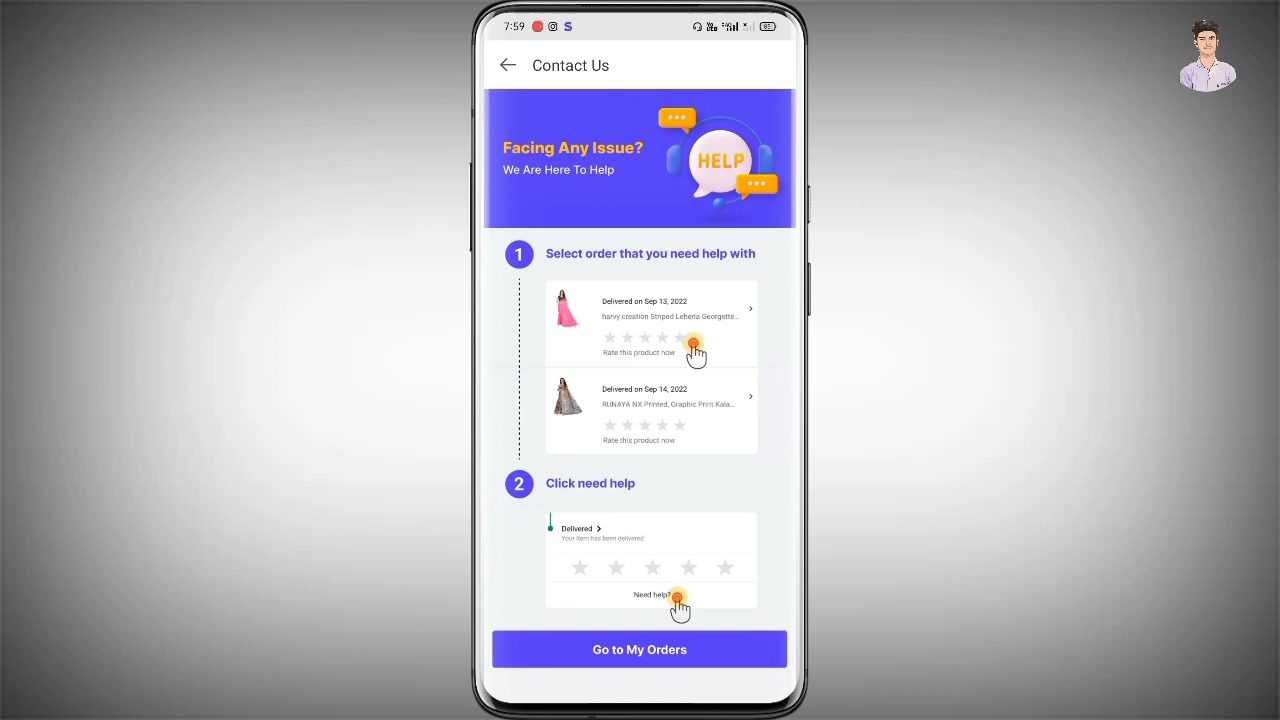 7:59
Contact Us
Facing Any Issue?
We Are Here To Help
HELP
1 Select order that you need help with
Delivered on Sep 13, 2022
harvy creation Striped Leheria Georgette...
Rate this product now
Delivered on Sep 14, 2022
RUNAYA NX Printed, Graphic Print Kala...
Rate this product now
2 Click need help
Delivered
Your item has been delivered
Need help?
Go to My Orders